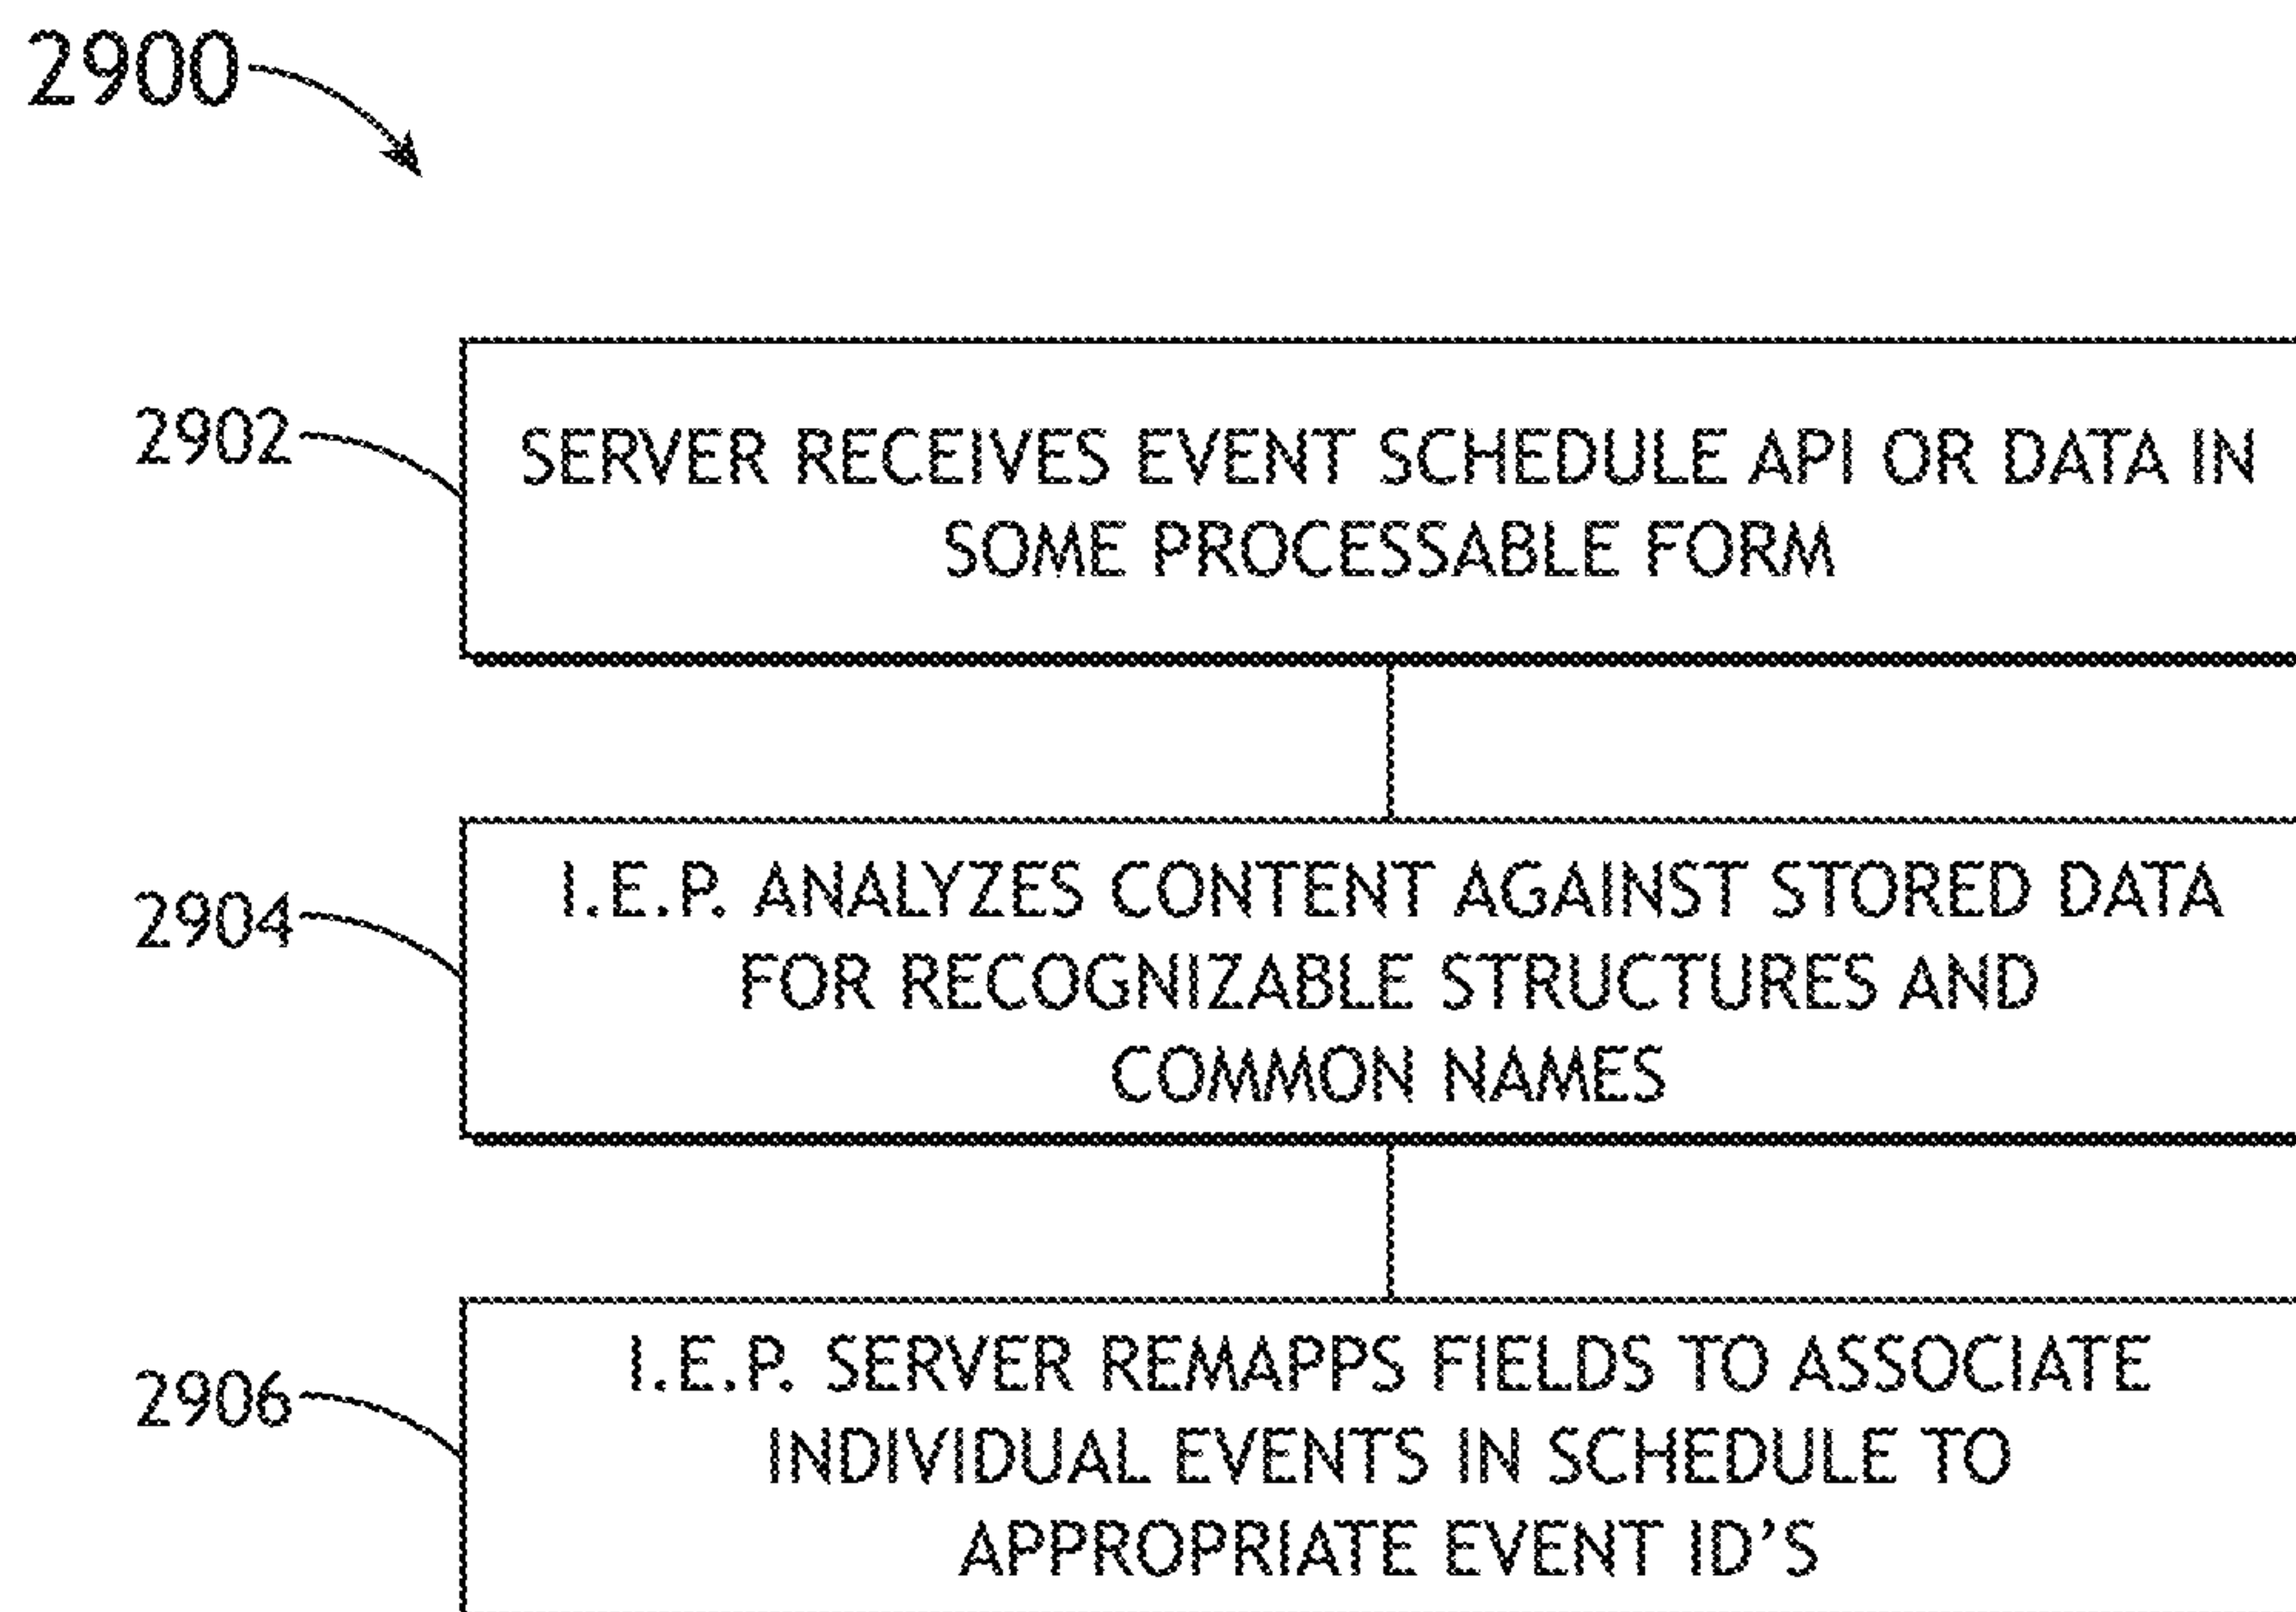 2900
2902
SERVER RECEIVES EVENT SCHEDULE API OR DATA IN
SOME PROCESSABLE FORM
2904
I.E.P. ANALYZES CONTENT AGAINST STORED DATA
FOR RECOGNIZABLE STRUCTURES AND
COMMON NAMES
2906
I.E.P. SERVER REMAPPS FIELDS TO ASSOCIATE
INDIVIDUAL EVENTS IN SCHEDULE TO
APPROPRIATE EVENT ID'S